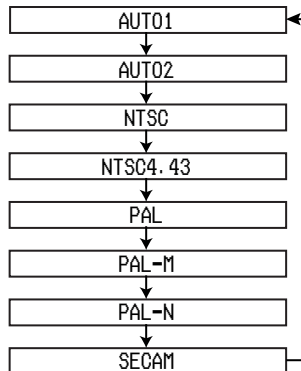 AUTO1
AUTO2
NTSC
NTSC4.43
PAL
PAL-M
PAL-N
SECAM